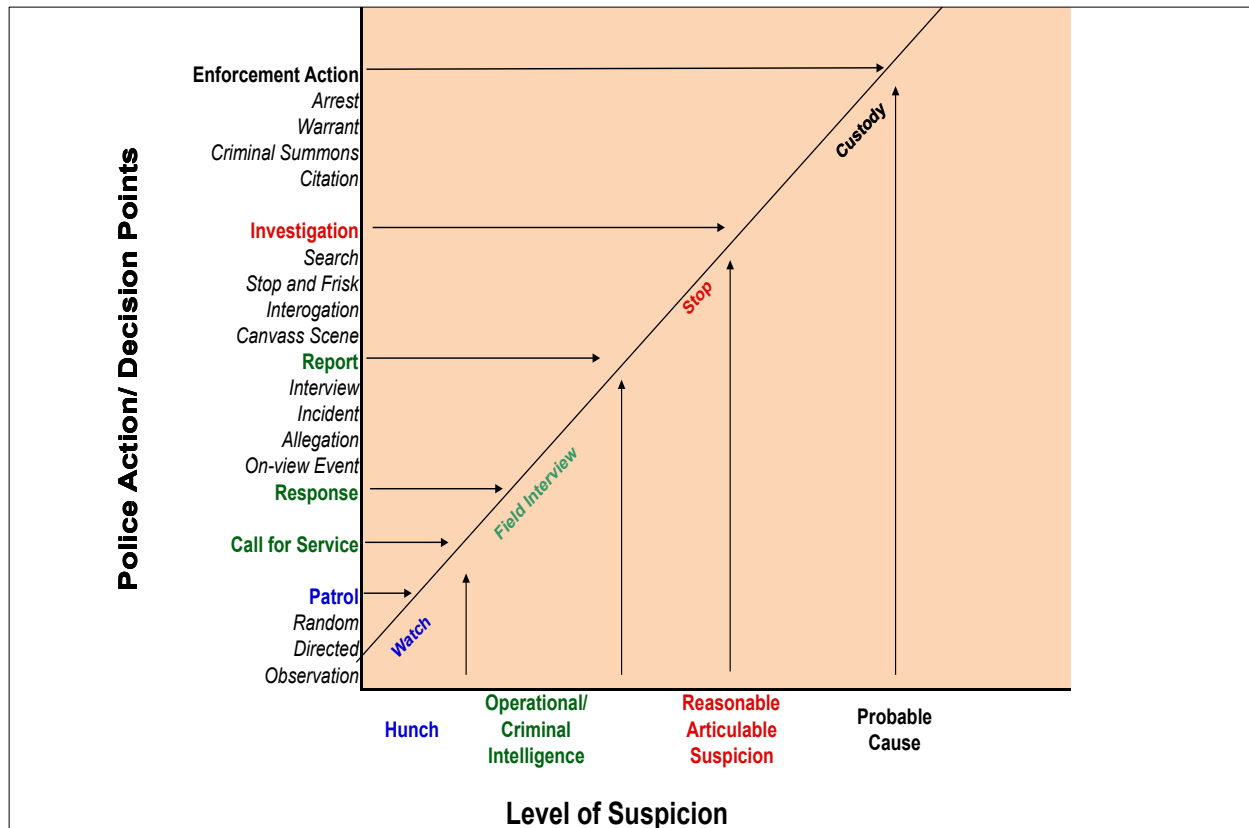 Police Action/ Decision Points
Enforcement Action
Arrest
Warrant
Criminal Summons
Citation
Investigation
Search
Stop and Frisk
Interogation
Canvass Scene
Report
Interview
Incident
Allegation
On-view Event
Response
Call for Service
Patrol
Random
Directed
Observation
Custody
Stop
Field Interview
Watch
Hunch
Operational/
Criminal
Intelligence
Reasonable
Articulable
Suspicion
Probable
Cause
Level of Suspicion